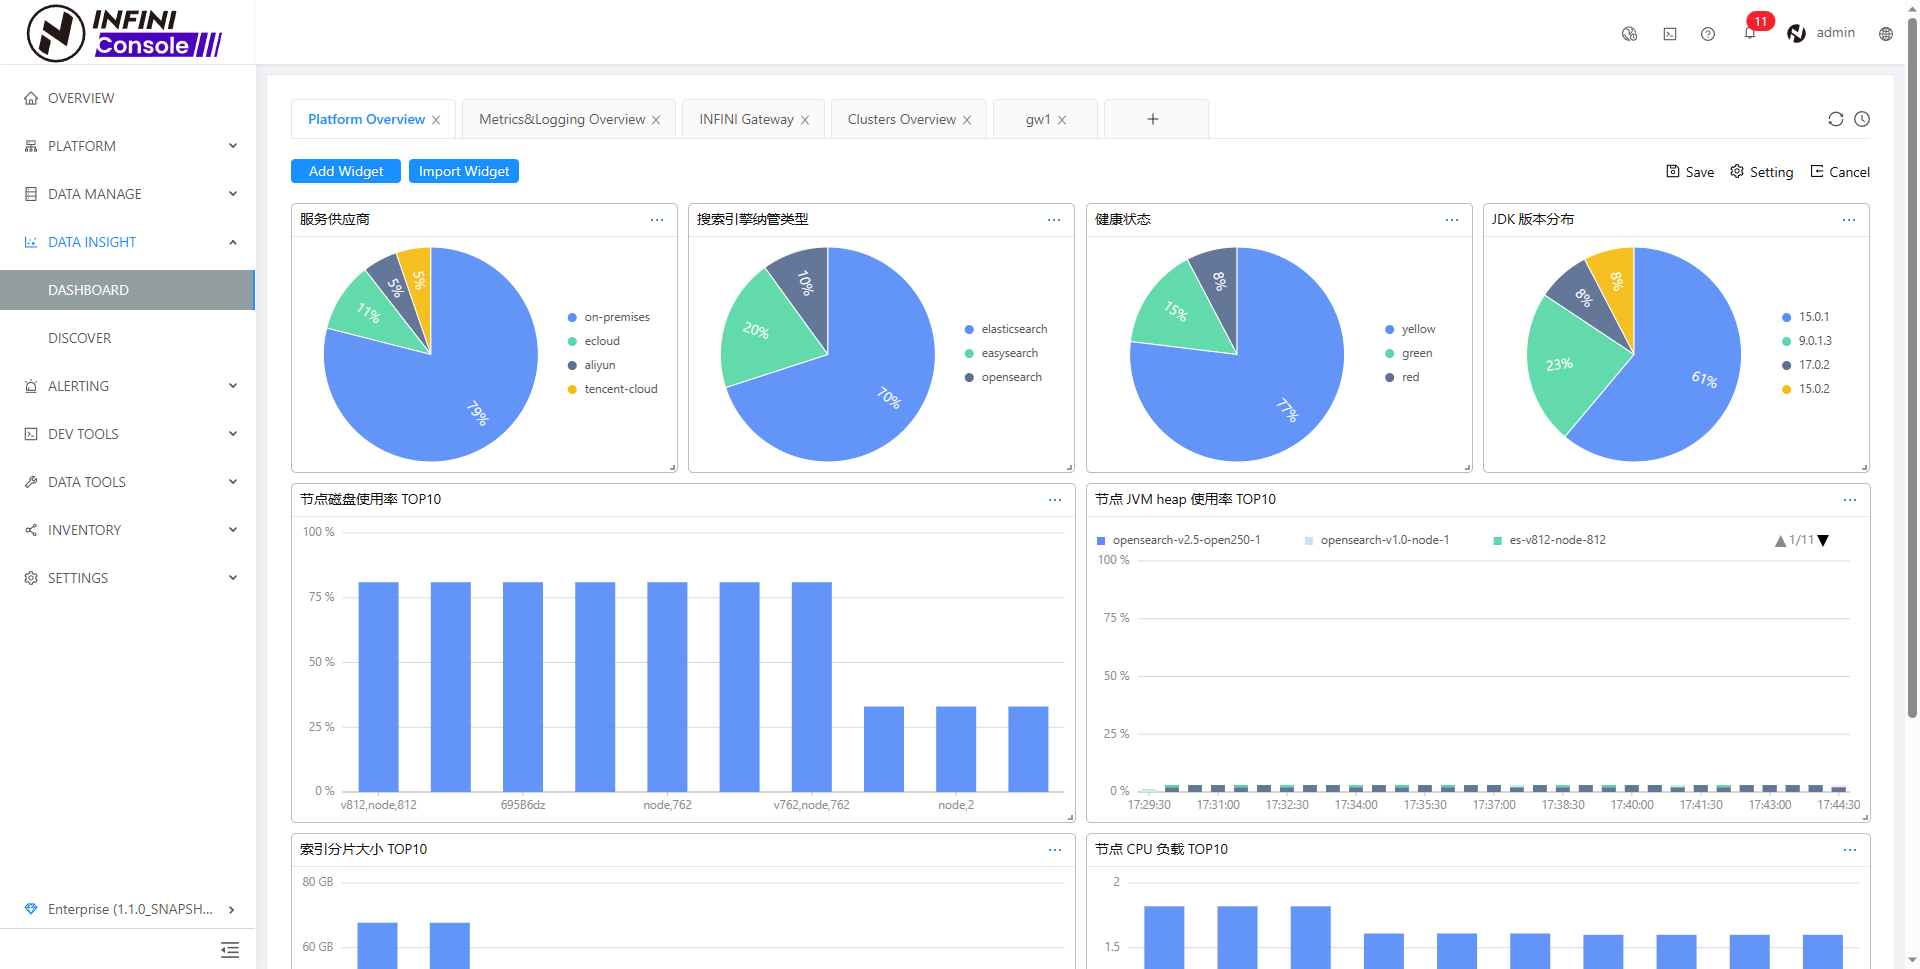 INFINI
Console
11
admin
OVERVIEW
PLATFORM
DATA MANAGE
DATA INSIGHT
DASHBOARD
DISCOVER
ALERTING
DEV TOOLS
DATA TOOLS
INVENTORY
SETTINGS
Enterprise (1.1.0_SNAPSH...
Platform Overview
Metrics&Logging Overview
INFINI Gateway
Clusters Overview
gw1
Add Widget
Import Widget
Save
Setting
Cancel
服务供应商
79%
11%
5%
5%
on-premises
ecloud
aliyun
tencent-cloud
搜索引擎纳管类型
70%
20%
10%
elasticsearch
easysearch
opensearch
健康状态
77%
15%
8%
yellow
green
red
JDK 版本分布
61%
23%
8%
8%
15.0.1
9.0.1.3
17.0.2
15.0.2
节点磁盘使用率 TOP10
100 %
75 %
50 %
25 %
0 %
v812,node,812
695B6dz
node,762
v762,node,762
node,2
节点 JVM heap 使用率 TOP10
opensearch-v2.5-open250-1
opensearch-v1.0-node-1
es-v812-node-812
1/11
100 %
75 %
50 %
25 %
0 %
17:29:30
17:31:00
17:32:30
17:34:00
17:35:30
17:37:00
17:38:30
17:40:00
17:41:30
17:43:00
17:44:30
索引分片大小 TOP10
80 GB
60 GB
节点 CPU 负载 TOP10
2
1.5